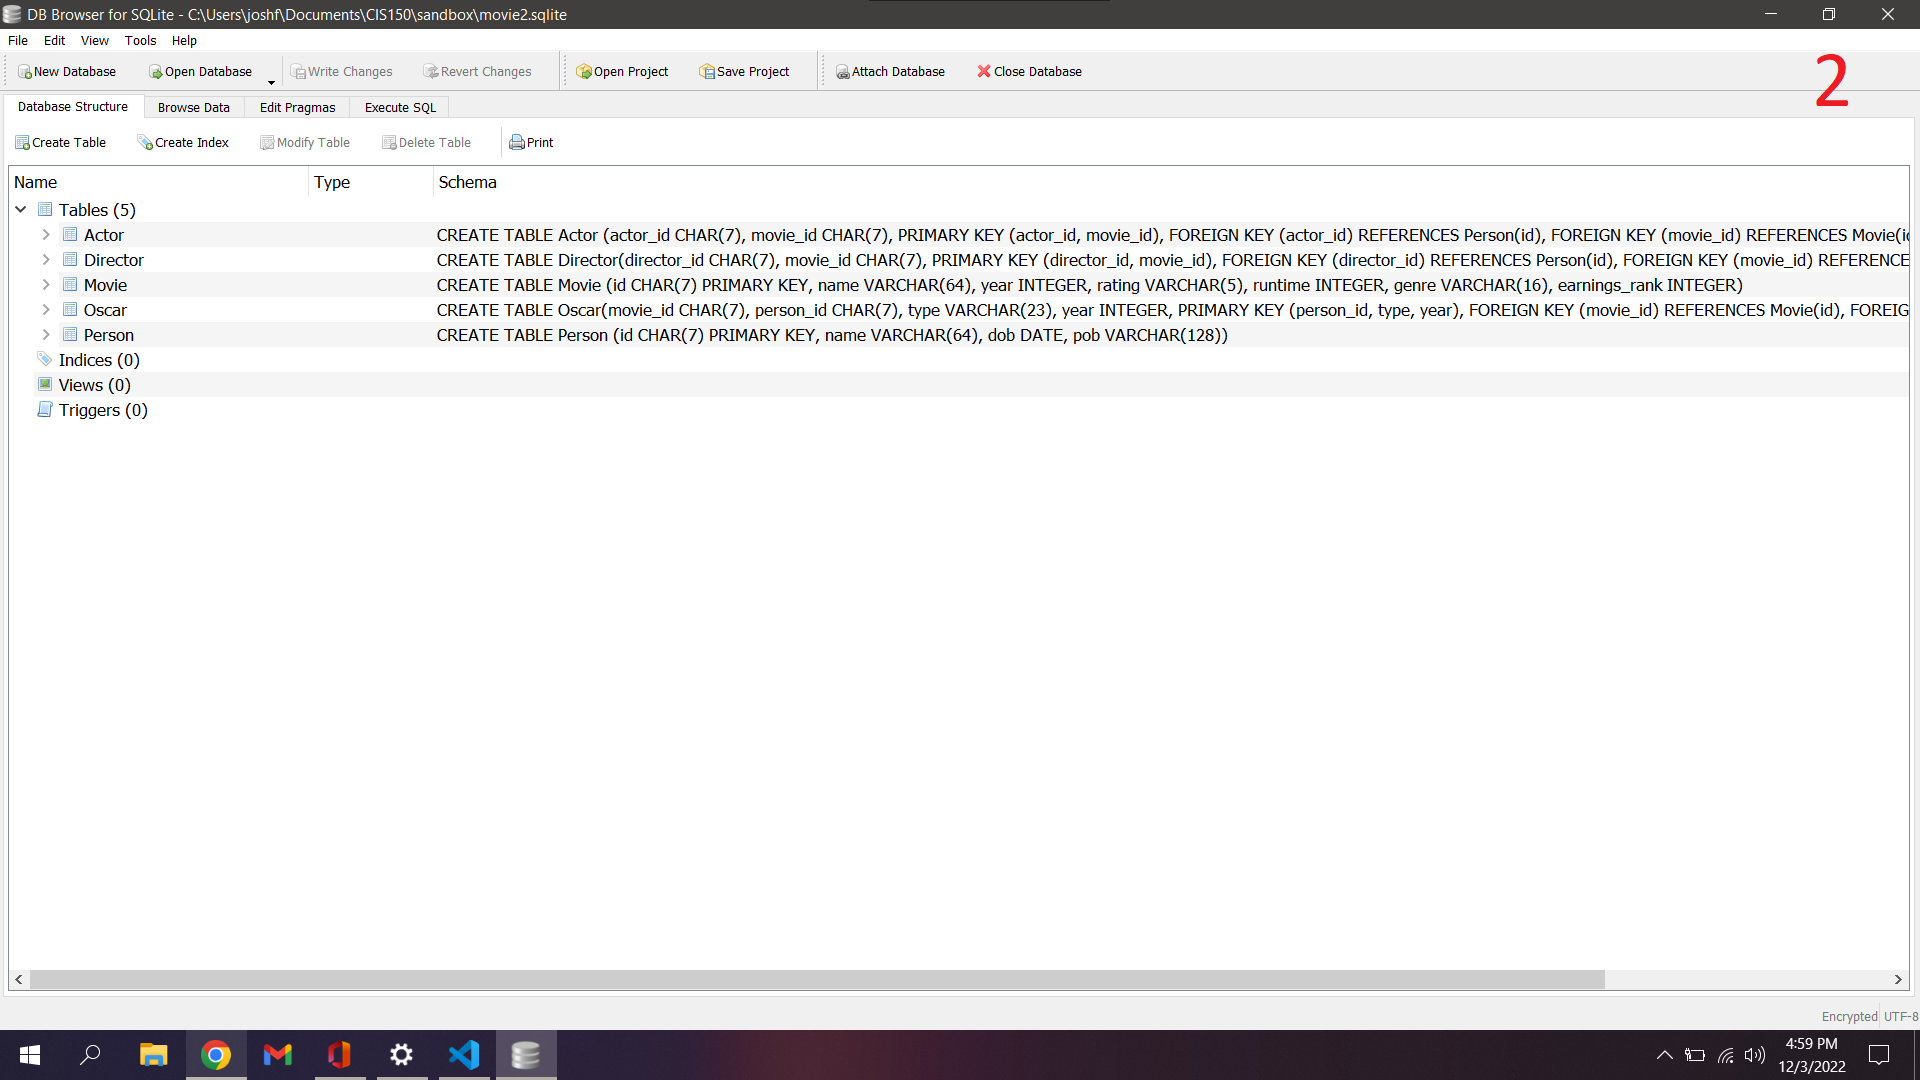 DB Browser for SQLite - C:\Users\joshf\Documents\CIS150\sandbox\movie2.sqlite
File Edit View Tools Help
New Database Open Database Write Changes Revert Changes Open Project Save Project Attach Database Close Database
2
Database Structure Browse Data Edit Pragmas Execute SQL
Create Table Create Index Modify Table Delete Table Print
Name Type Schema
Tables (5)
Actor CREATE TABLE Actor (actor_id CHAR(7), movie_id CHAR(7), PRIMARY KEY (actor_id, movie_id), FOREIGN KEY (actor_id) REFERENCES Person(id), FOREIGN KEY (movie_id) REFERENCES Movie(i
Director CREATE TABLE Director(director_id CHAR(7), movie_id CHAR(7), PRIMARY KEY (director_id, movie_id), FOREIGN KEY (director_id) REFERENCES Person(id), FOREIGN KEY (movie_id) REFERENCE
Movie CREATE TABLE Movie (id CHAR(7) PRIMARY KEY, name VARCHAR(64), year INTEGER, rating VARCHAR(5), runtime INTEGER, genre VARCHAR(16), earnings_rank INTEGER)
Oscar CREATE TABLE Oscar(movie_id CHAR(7), person_id CHAR(7), type VARCHAR(23), year INTEGER, PRIMARY KEY (person_id, type, year), FOREIGN KEY (movie_id) REFERENCES Movie(id), FOREIG
Person CREATE TABLE Person (id CHAR(7) PRIMARY KEY, name VARCHAR(64), dob DATE, pob VARCHAR(128))
Indices (0)
Views (0)
Triggers (0)
Encrypted UTF-8
4:59 PM
12/3/2022